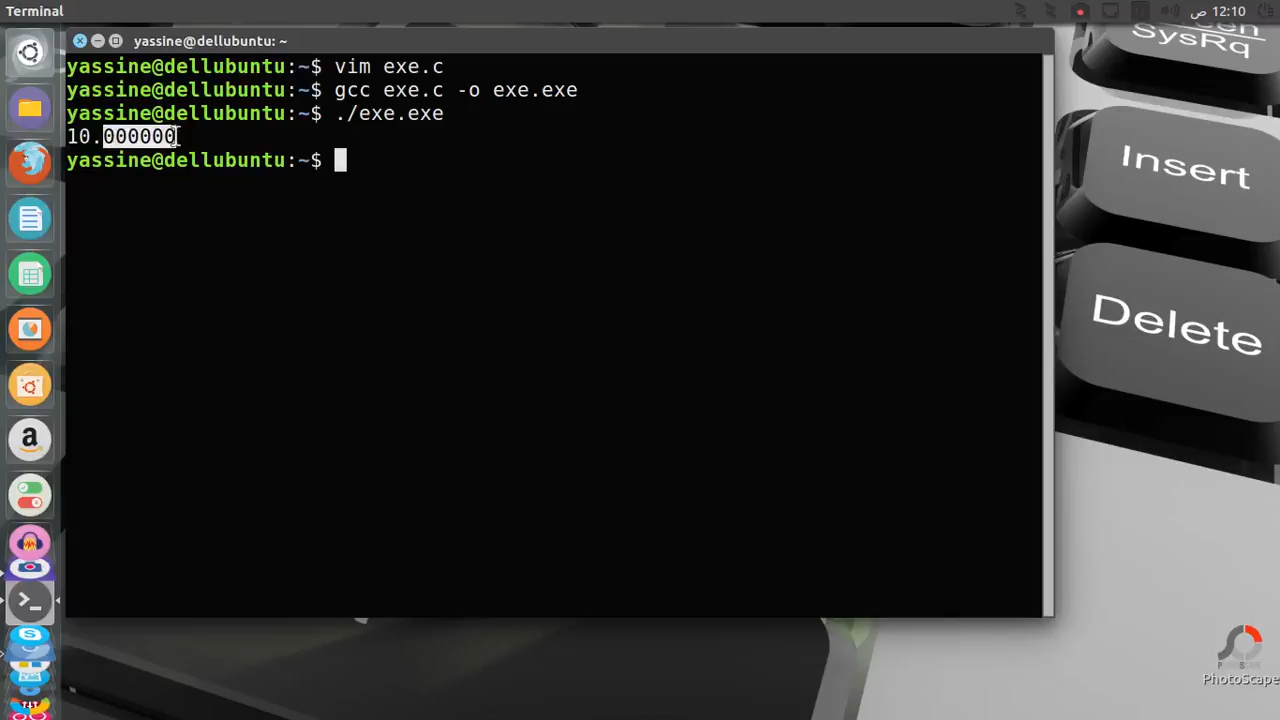 Terminal
ص 12:10
yassine@dellubuntu: ~
yassine@dellubuntu:~$ vim exe.c
yassine@dellubuntu:~$ gcc exe.c -o exe.exe
yassine@dellubuntu:~$ ./exe.exe
10.000000
yassine@dellubuntu:~$
SysRq
Insert
Delete
PhotoScape